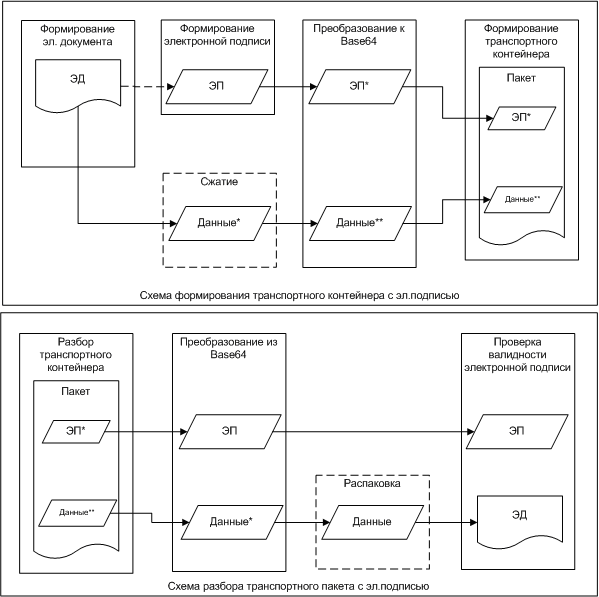 Формирование
эл. документа
ЭД
Формирование
электронной подписи
ЭП
Преобразование к
Base64
ЭП*
Формирование
транспортного
контейнера
Пакет
ЭП*
Данные**
Сжатие
Данные*
Данные**
Схема формирования транспортного контейнера с эл.подписью
Разбор
транспортного
контейнера
Пакет
ЭП*
Данные**
Преобразование из
Base64
ЭП
Данные*
Распаковка
Данные
Проверка
валидности
электронной подписи
ЭП
ЭД
Схема разбора транспортного пакета с эл.подписью